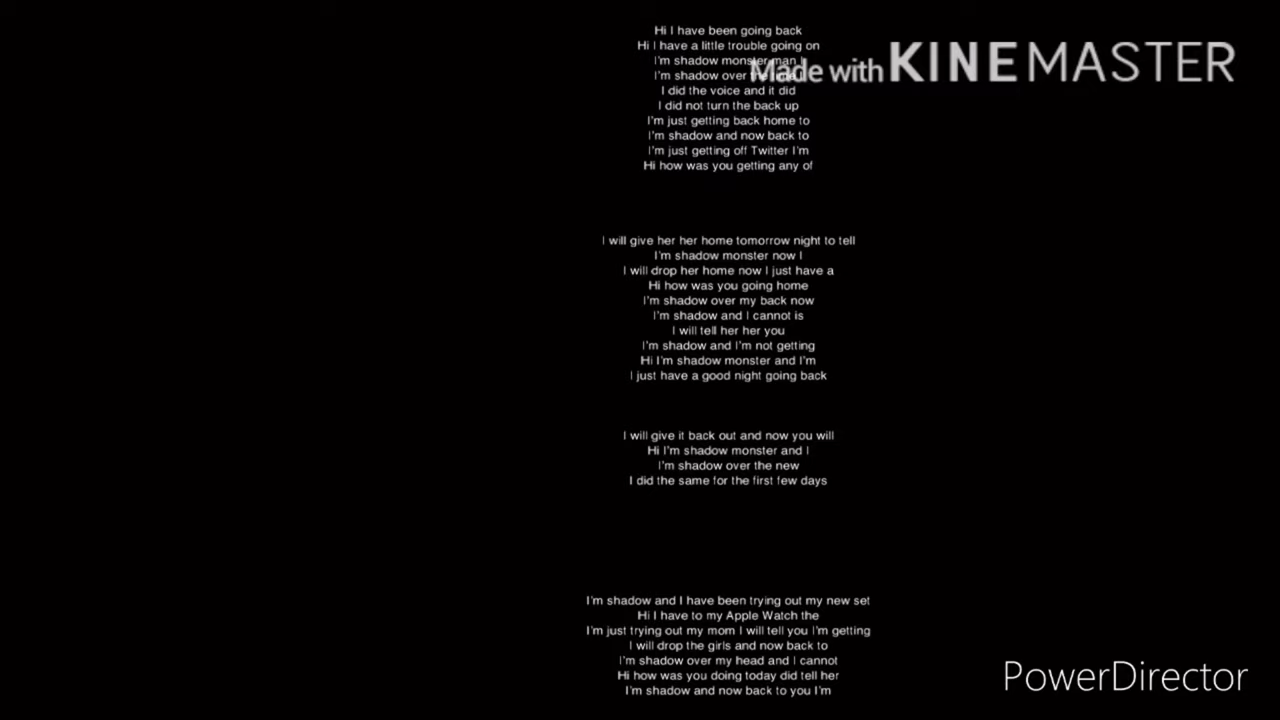 Hi I have been going back
Hi I have a little trouble going on
I'm shadow monster man I
I'm shadow over the time I
I did the voice and it did
I did not turn the back up
I'm just getting back home to
I'm shadow and now back to
I'm just getting off Twitter I'm
Hi how was you getting any of
Made with KINEMASTER
I will give her her home tomorrow night to tell
I'm shadow monster now I
I will drop her home now I just have a
Hi how was you going home
I'm shadow over my back now
I'm shadow and I cannot is
I will tell her her you
I'm shadow and I'm not getting
Hi I'm shadow monster and I'm
I just have a good night going back
I will give it back out and now you will
Hi I'm shadow monster and I
I'm shadow over the new
I did the same for the first few days
I'm shadow and I have been trying out my new set
Hi I have to my Apple Watch the
I'm just trying out my mom I will tell you I'm getting
I will drop the girls and now back to
I'm shadow over my head and I cannot
Hi how was you doing today did tell her
I'm shadow and now back to you I'm
PowerDirector